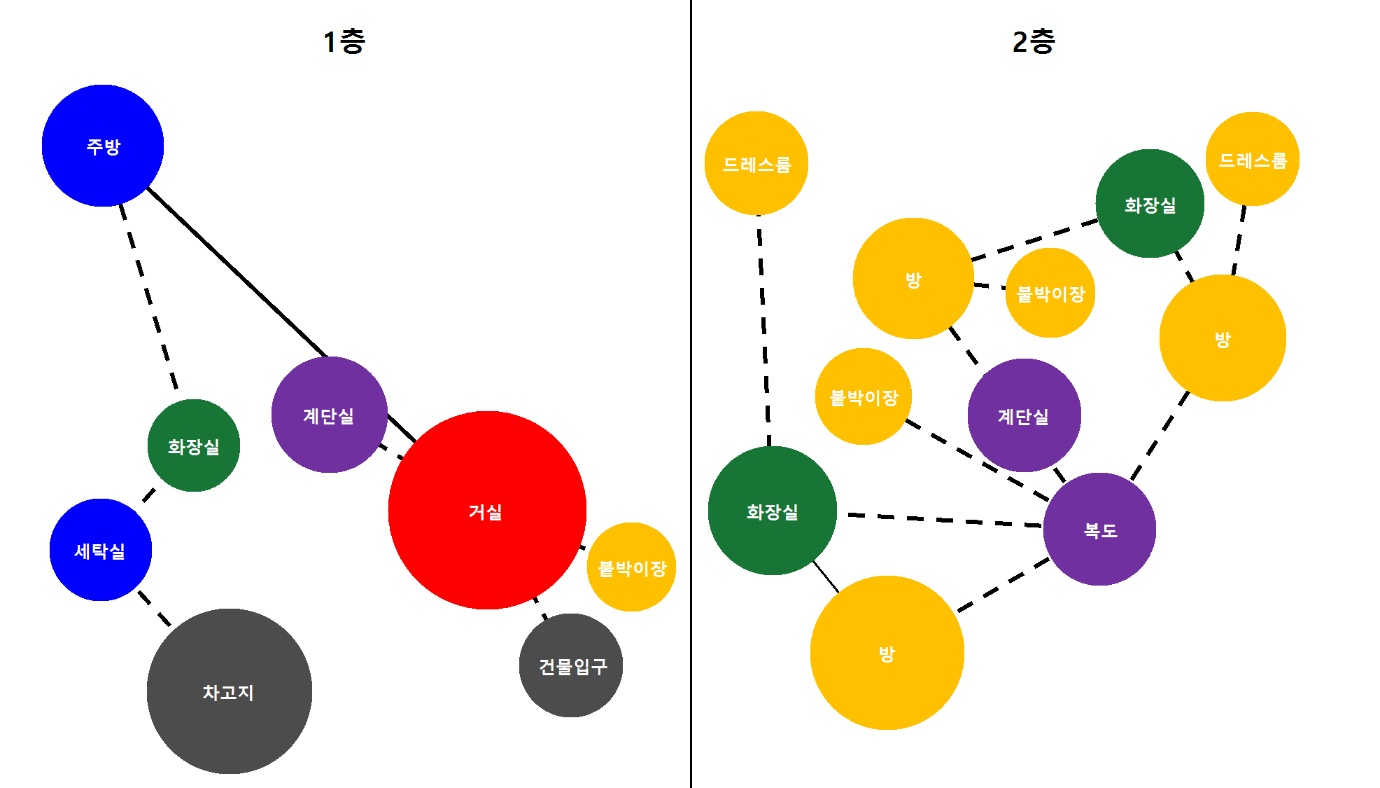 1층
주방
계단실
화장실
거실
세탁실
붙박이장
건물입구
차고지
2층
드레스룸
드레스룸
화장실
방
붙박이장
방
붙박이장
계단실
화장실
복도
방